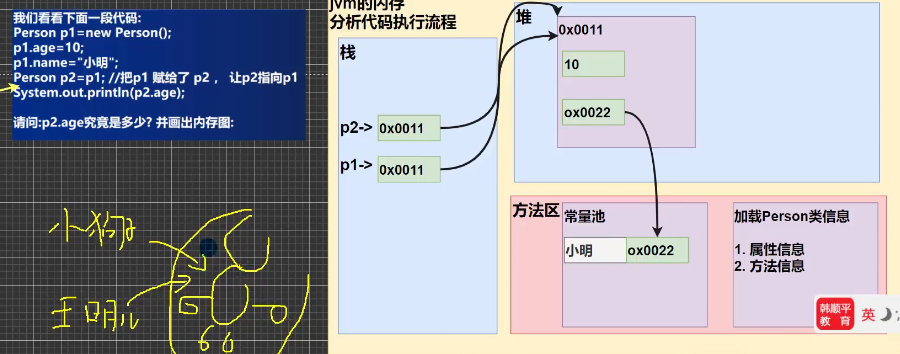 我们看看下面一段代码:
Person p1=new Person();
p1.age=10;
p1.name="小明";
Person p2=p1; //把p1 赋给了 p2 ， 让p2指向p1
System.out.println(p2.age);
请问:p2.age究竟是多少? 并画出内存图:
小狗
jvm的内存
分析代码执行流程
栈
p2->
0x0011
p1->
0x0011
堆
0x0011
10
ox0022
方法区
常量池
小明
ox0022
加载Person类信息
1. 属性信息
2. 方法信息
韩顺平
教 育
英